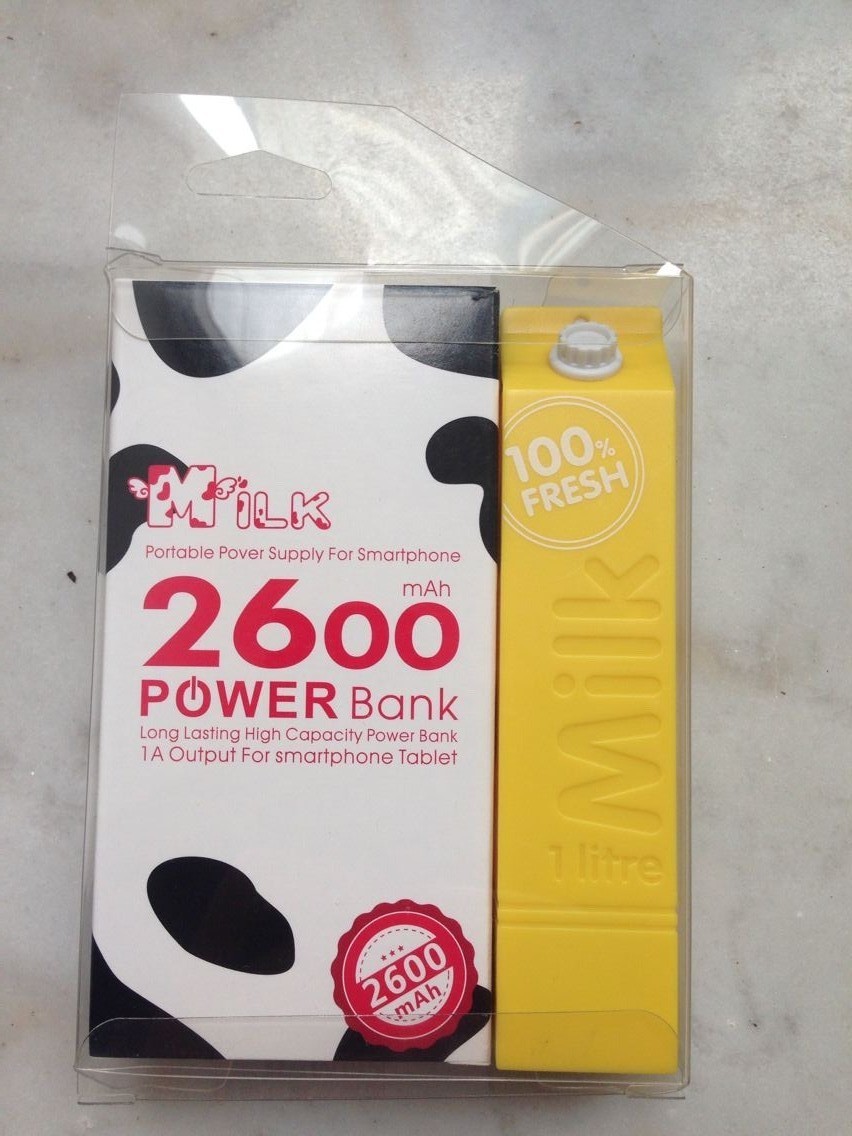 MILK
Portable Pover Supply For Smartphone
mAh
2600
POWER Bank
Long Lasting High Capacity Power Bank
1A Output For smartphone Tablet
2600
mAh
100%
FRESH
Milk
1 litre